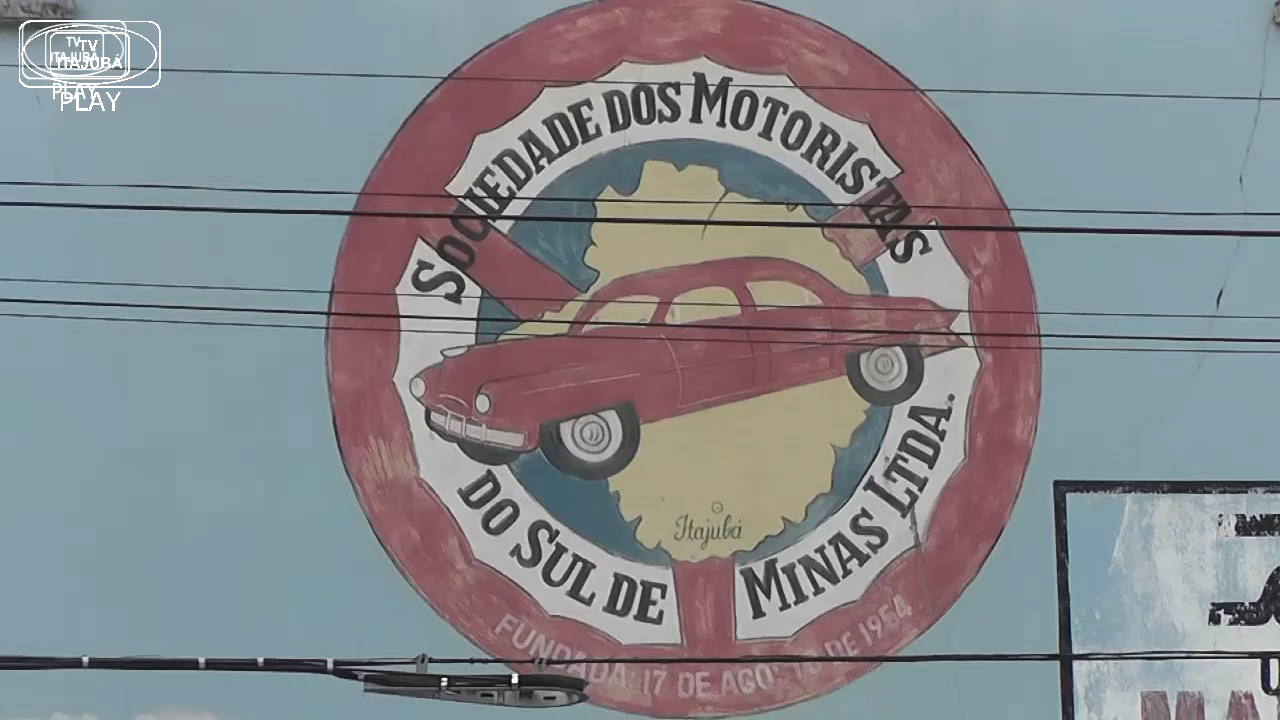 TV ITAJUBÁ
PLAY
SOCIEDADE DOS MOTORISTAS
DO SUL DE MINAS LTDA.
Itajubá
FUNDADA: 17 DE AGOSTO DE 1954